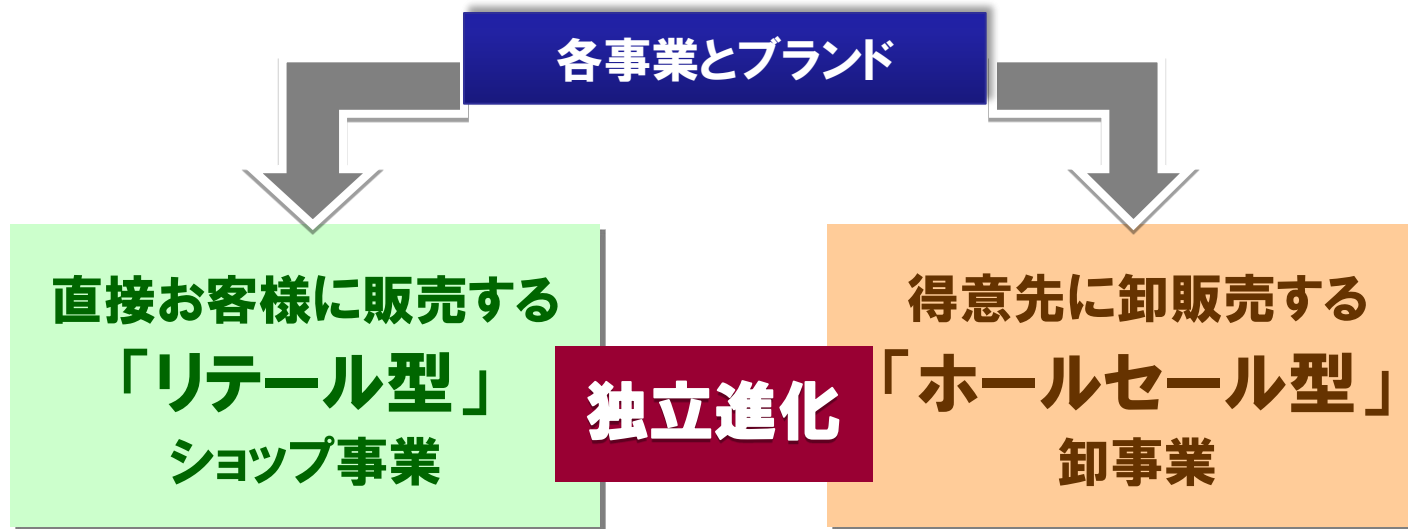 各事業とブランド
直接お客様に販売する
「リテール型」
ショップ事業
独立進化
得意先に卸販売する
「ホールセール型」
卸事業